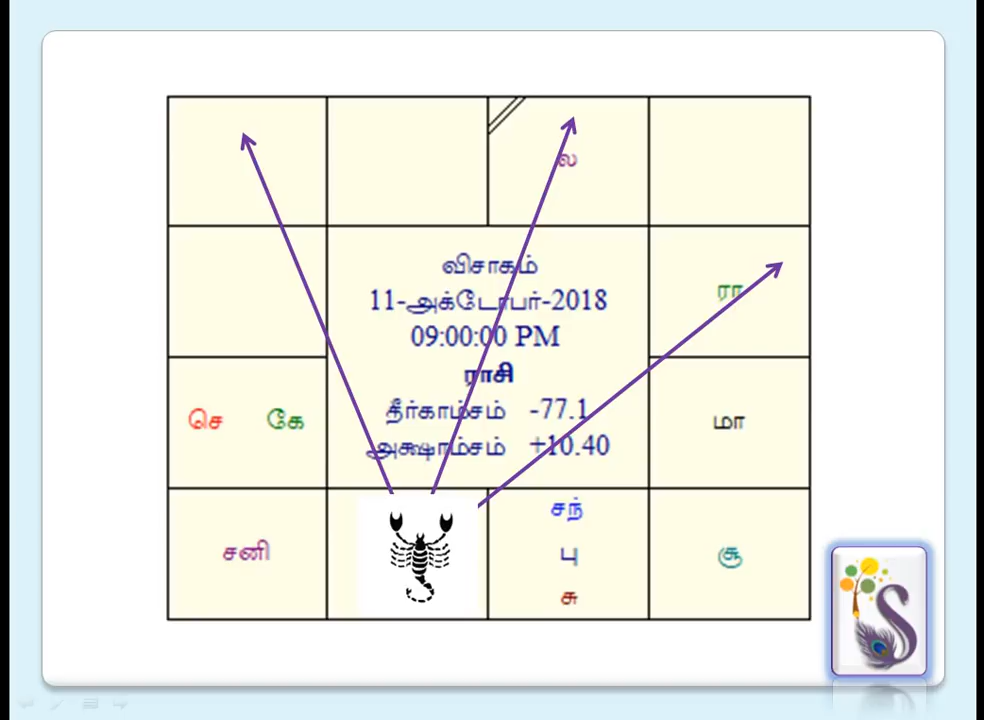 ல
விசாகம்
11-அக்டோபர்-2018
09:00:00 PM
ரா
ராசி
தீர்காம்சம் -77.1
அக்ஷாம்சம் +10.40
செ கே
மா
சந்
சனி
பு
சூ
சு
S